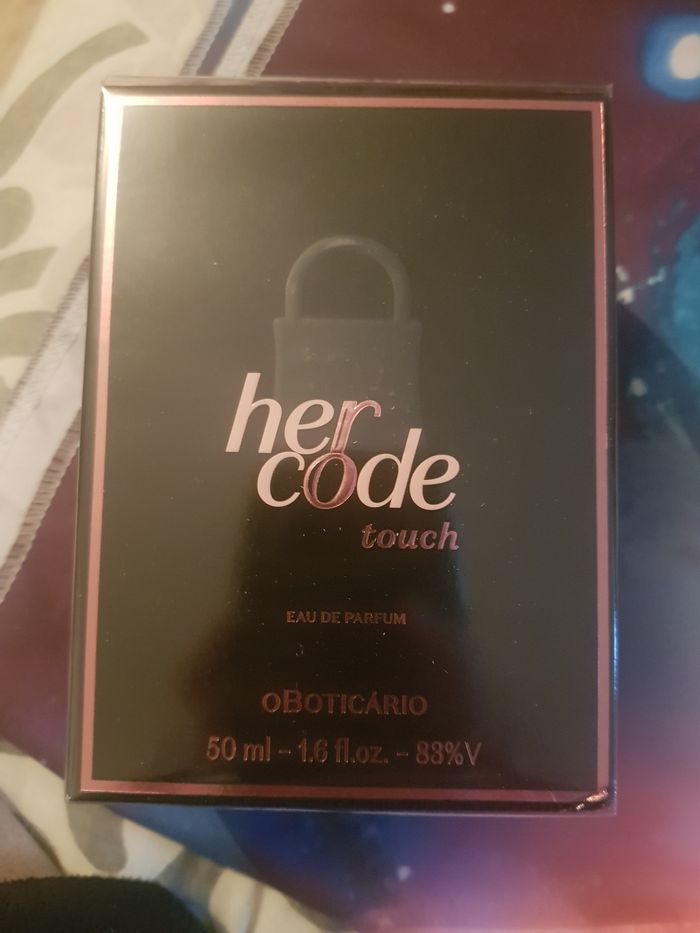 her
code
touch
EAU DE PARFUM
oBOTICÁRIO
50 ml - 1.6 fl.oz. - 83%V